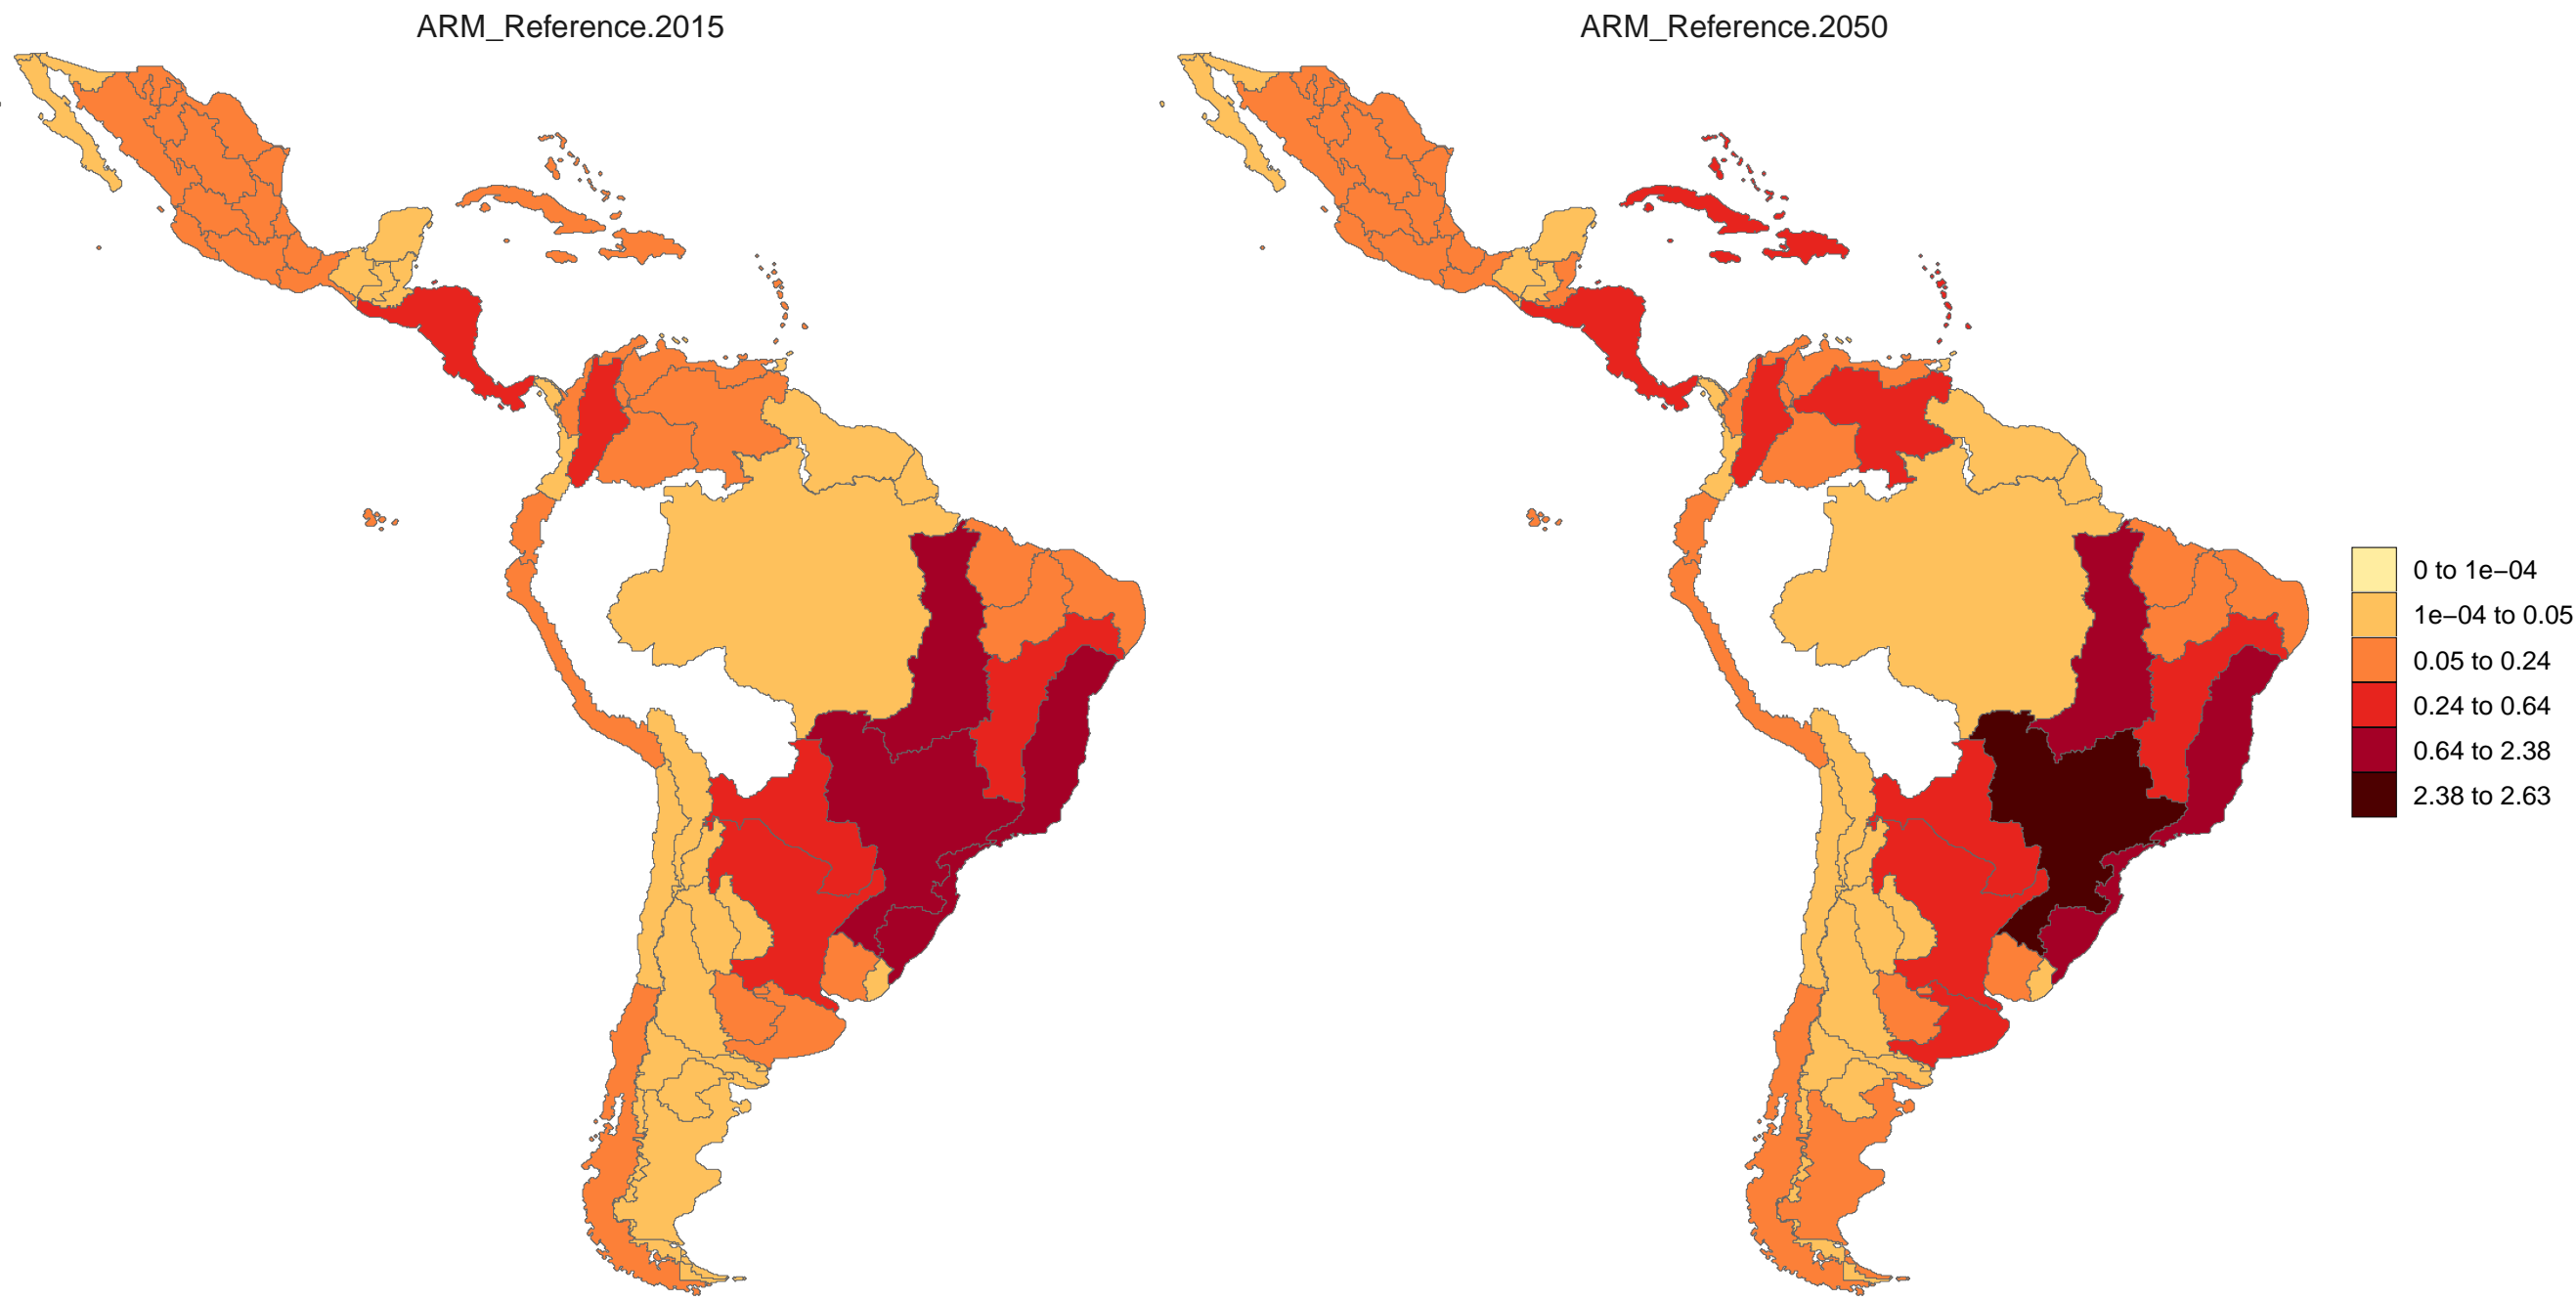 ARM_Reference.2015
ARM_Reference.2050
0 to 1e−04
1e−04 to 0.05
0.05 to 0.24
0.24 to 0.64
0.64 to 2.38
2.38 to 2.63